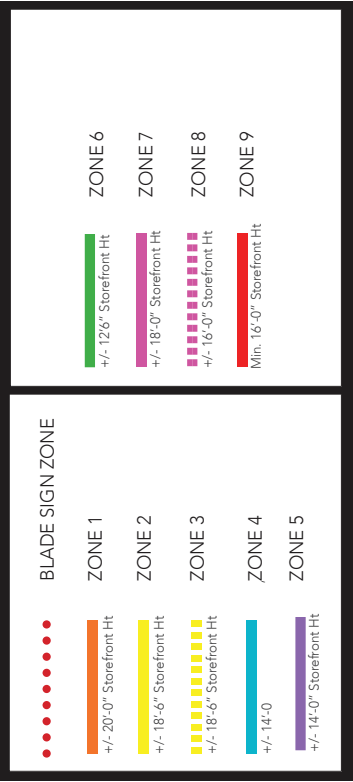 BLADE SIGN ZONE
ZONE 1
+/- 20'-0" Storefront Ht
ZONE 2
+/- 18'-6" Storefront Ht
ZONE 3
+/- 18'-6" Storefront Ht
ZONE 4
+/- 14'-0
ZONE 5
+/- 14'-0" Storefront Ht
ZONE 6
+/- 12'6" Storefront Ht
ZONE 7
+/- 18'-0" Storefront Ht
ZONE 8
+/- 16'-0" Storefront Ht
ZONE 9
Min. 16'-0" Storefront Ht